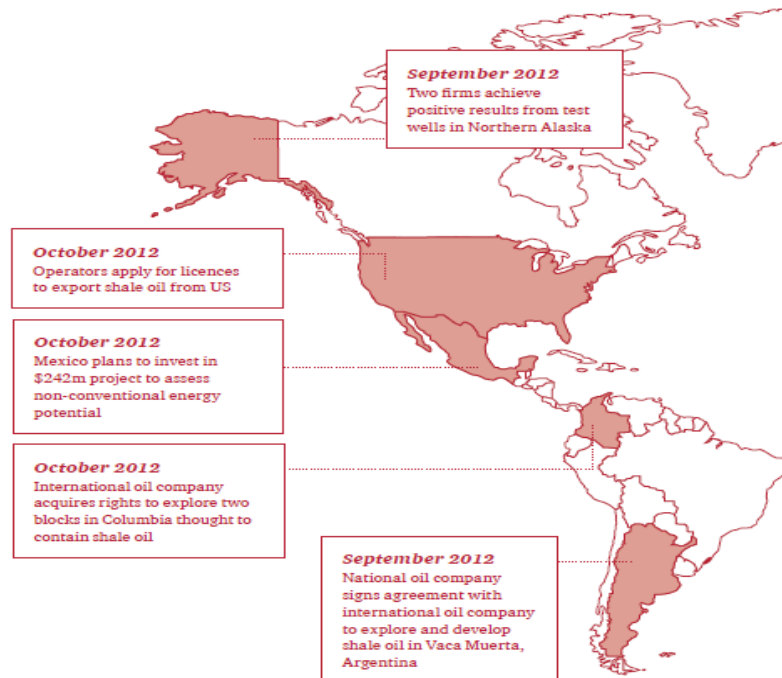 September 2012
Two firms achieve
positive results from test
wells in Northern Alaska
October 2012
Operators apply for licences
to export shale oil from US
October 2012
Mexico plans to invest in
$242m project to assess
non-conventional energy
potential
October 2012
International oil company
acquires rights to explore two
blocks in Columbia thought to
contain shale oil
September 2012
National oil company
signs agreement with
international oil company
to explore and develop
shale oil in Vaca Muerta,
Argentina